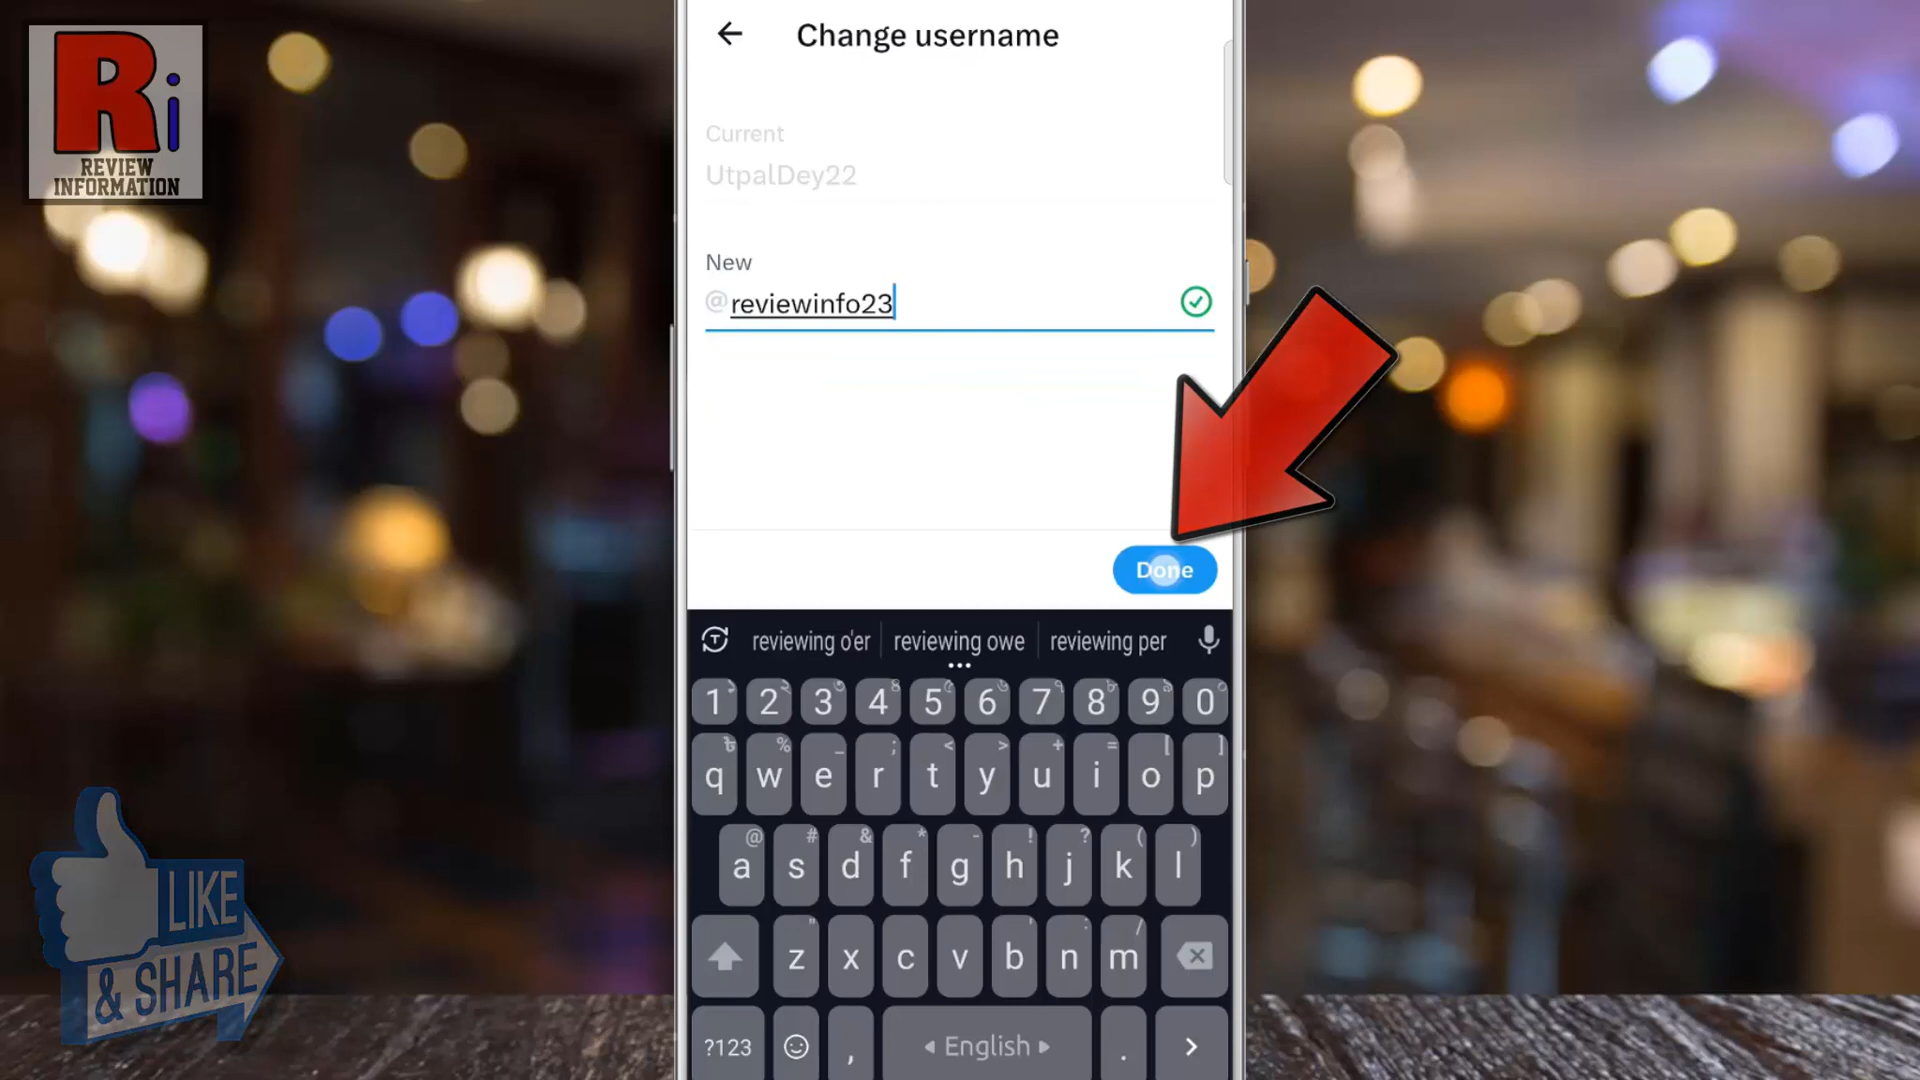 Ri
REVIEW
INFORMATION
Change username
Current
UtpalDey22
New
@reviewinfo23
Done
reviewing o'er
reviewing owe
reviewing per
1 2 3 4 5 6 7 8 9 0
q w e r t y u i o p
a s d f g h j k l
z x c v b n m
?123 , English .
LIKE
& SHARE